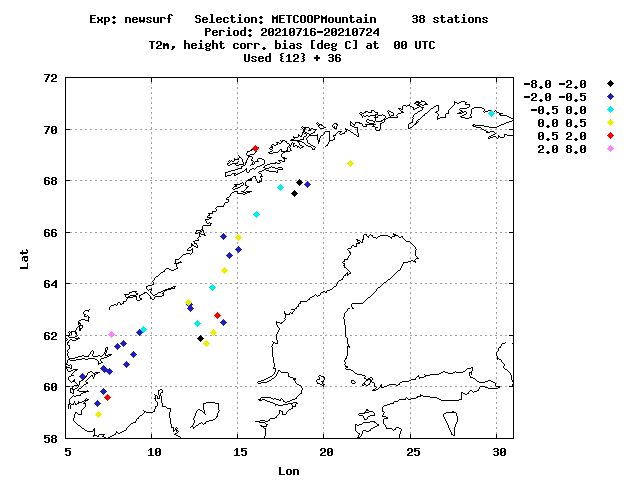 Exp: newsurf Selection: METCOOPMountain 38 stations
Period: 20210716-20210724
T2m, height corr. bias [deg C] at 00 UTC
Used {12} + 36
-8.0 -2.0
-2.0 -0.5
-0.5 0.0
0.0 0.5
0.5 2.0
2.0 8.0
72
70
68
66
64
62
60
58
Lat
5 10 15 20 25 30
Lon